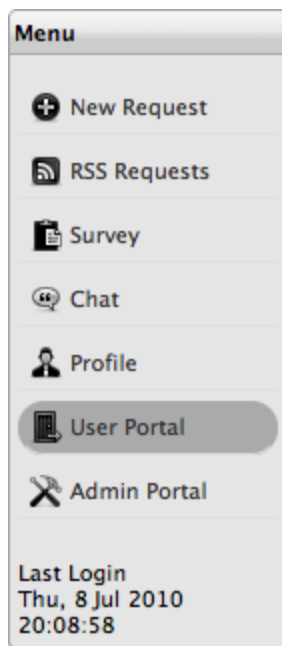 Menu
New Request
RSS Requests
Survey
Chat
Profile
User Portal
Admin Portal
Last Login
Thu, 8 Jul 2010
20:08:58